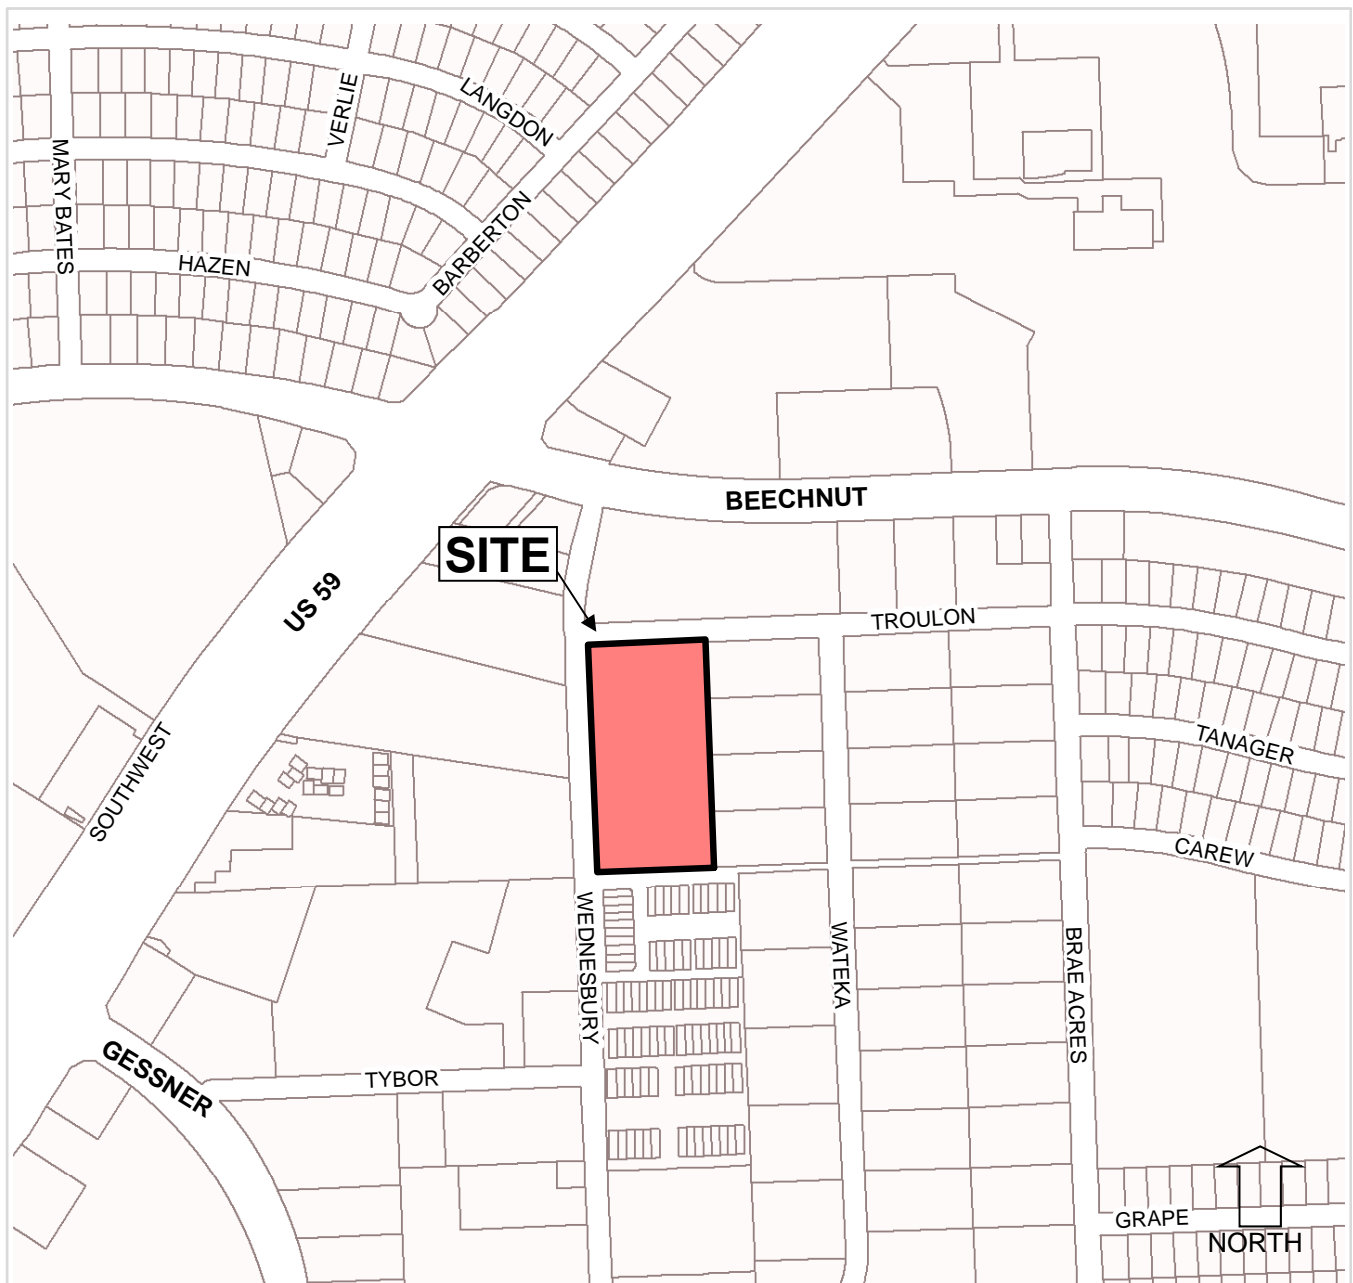 VERLIE
LANGDON
MARY BATES
BARBERTON
HAZEN
BEECHNUT
SITE
US 59
TROULON
SOUTHWEST
TANAGER
CAREW
WEDNESBURY
WATEKA
BRAE ACRES
GESSNER
TYBOR
GRAPE
NORTH